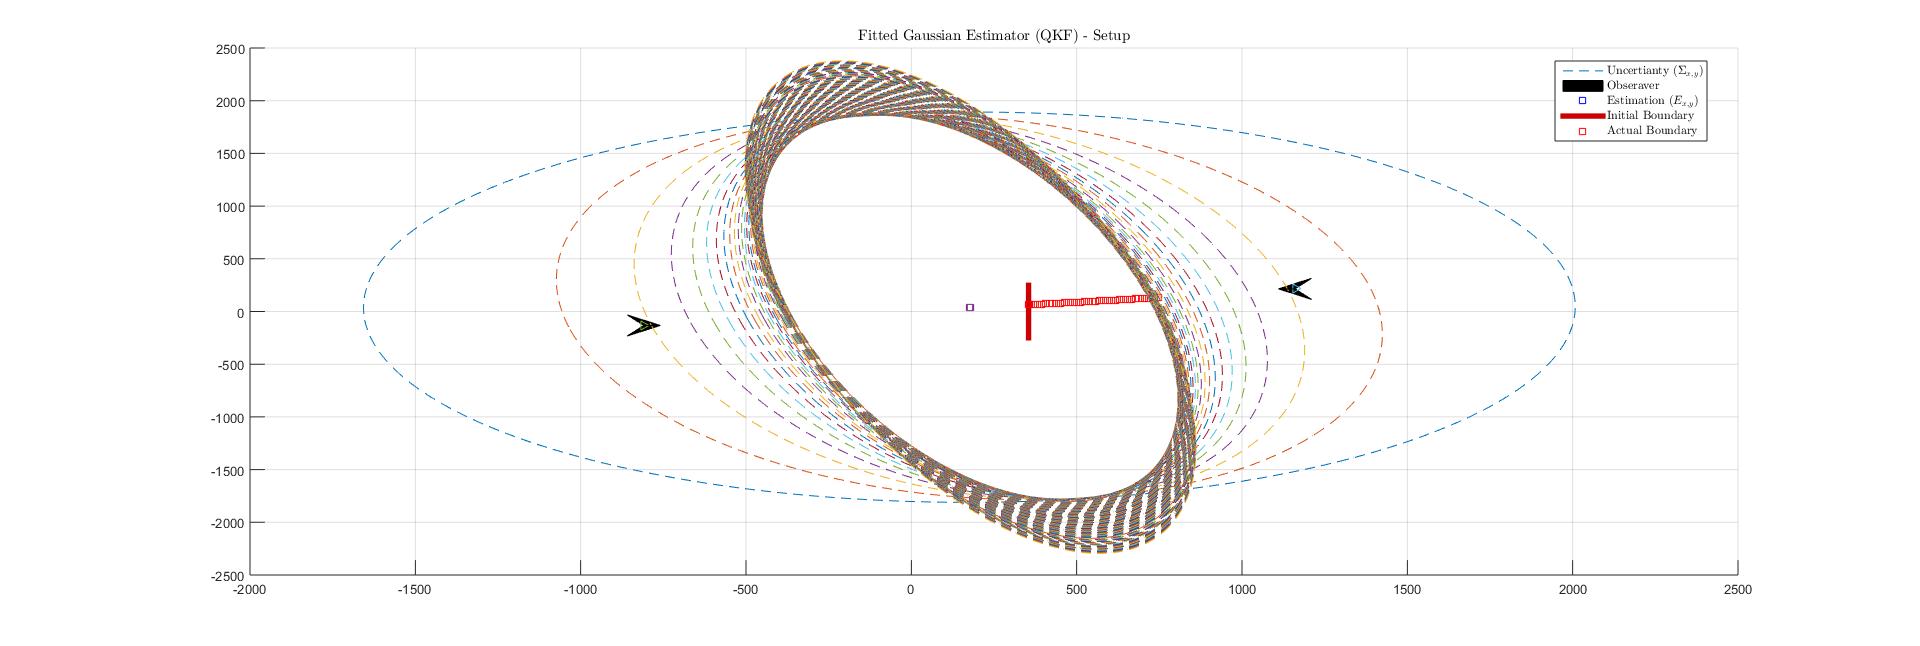 Fitted Gaussian Estimator (QKF) - Setup
2500
2000
1500
1000
500
0
-500
-1000
-1500
-2000
-2500
-2000 -1500 -1000 -500 0 500 1000 1500 2000 2500
Uncertianty (Σx,y)
Obseraver
Estimation (Ex,y)
Initial Boundary
Actual Boundary